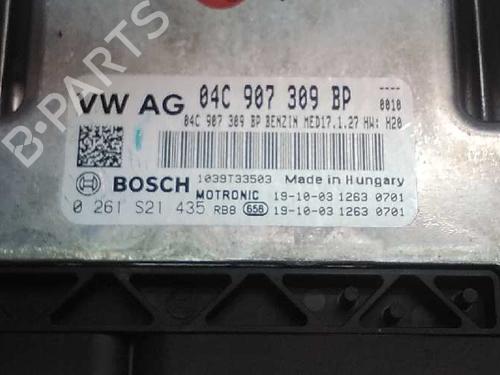 B-PARTS
VW AG 04C 907 309 BP ----
0010
04C 907 309 BP BENZIN MED17.1.27 HW: H20
1039T33503 Made in Hungary
BOSCH MOTRONIC 19-10-03 1263 0701
0 261 S21 435 RB8 658 19-10-03 1263 0701